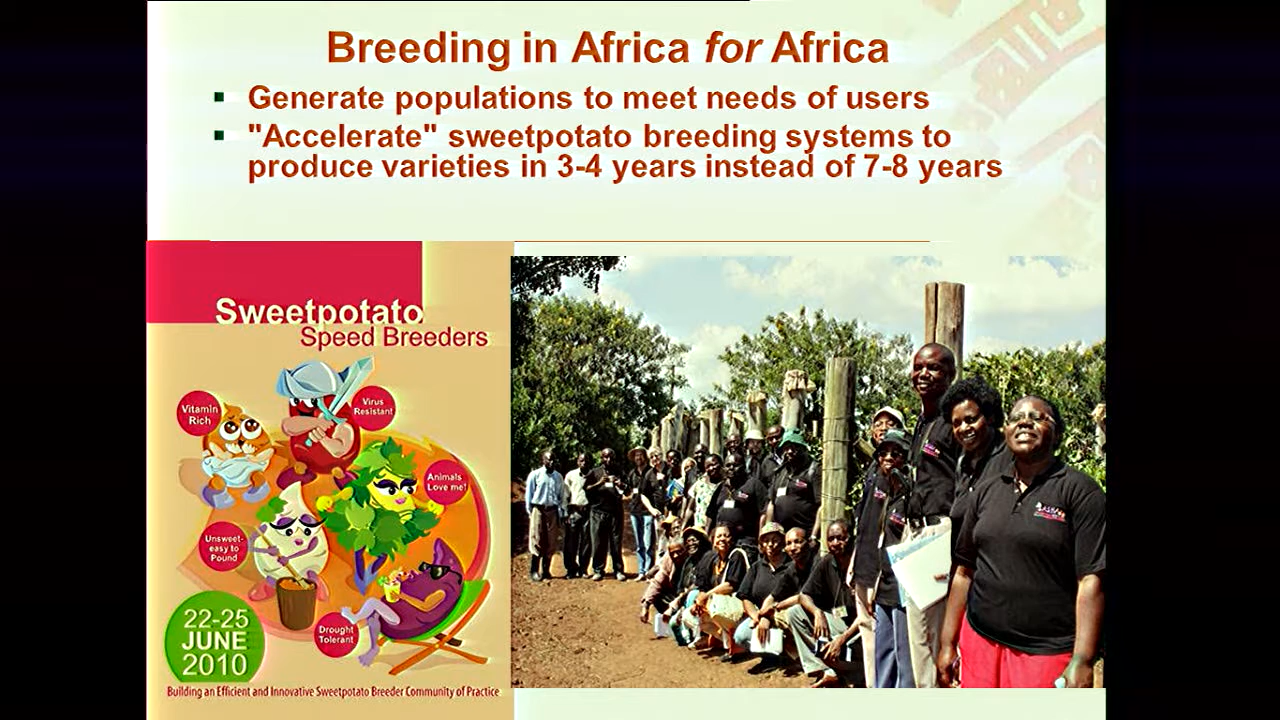 Breeding in Africa for Africa
Generate populations to meet needs of users
"Accelerate" sweetpotato breeding systems to
produce varieties in 3-4 years instead of 7-8 years
Sweetpotato
Speed Breeders
Vitamin
Rich
Virus
Resistant
Animals
Love me!
Unsweet-
easy to
Pound
Drought
Tolerant
22-25
JUNE
2010
Building an Efficient and Innovative Sweetpotato Breeder Community of Practice